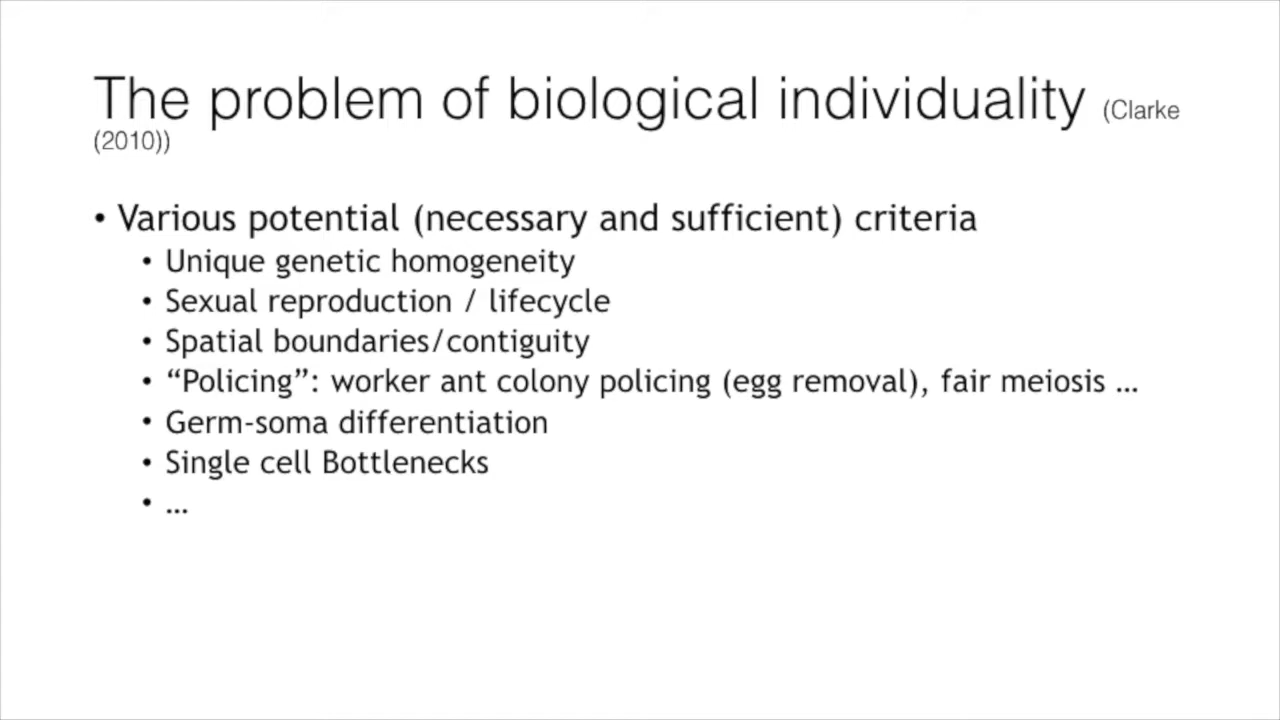 The problem of biological individuality (Clarke
(2010))
• Various potential (necessary and sufficient) criteria
• Unique genetic homogeneity
• Sexual reproduction / lifecycle
• Spatial boundaries/contiguity
• “Policing”: worker ant colony policing (egg removal), fair meiosis …
• Germ-soma differentiation
• Single cell Bottlenecks
• …